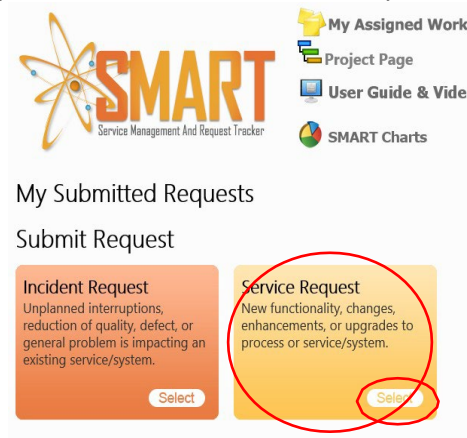 My Assigned Work
Project Page
User Guide & Vide
SMART Charts
SMART
Service Management And Request Tracker
My Submitted Requests
Submit Request
Incident Request
Unplanned interruptions,
reduction of quality, defect, or
general problem is impacting an
existing service/system.
Select
Service Request
New functionality, changes,
enhancements, or upgrades to
process or service/system.
Select